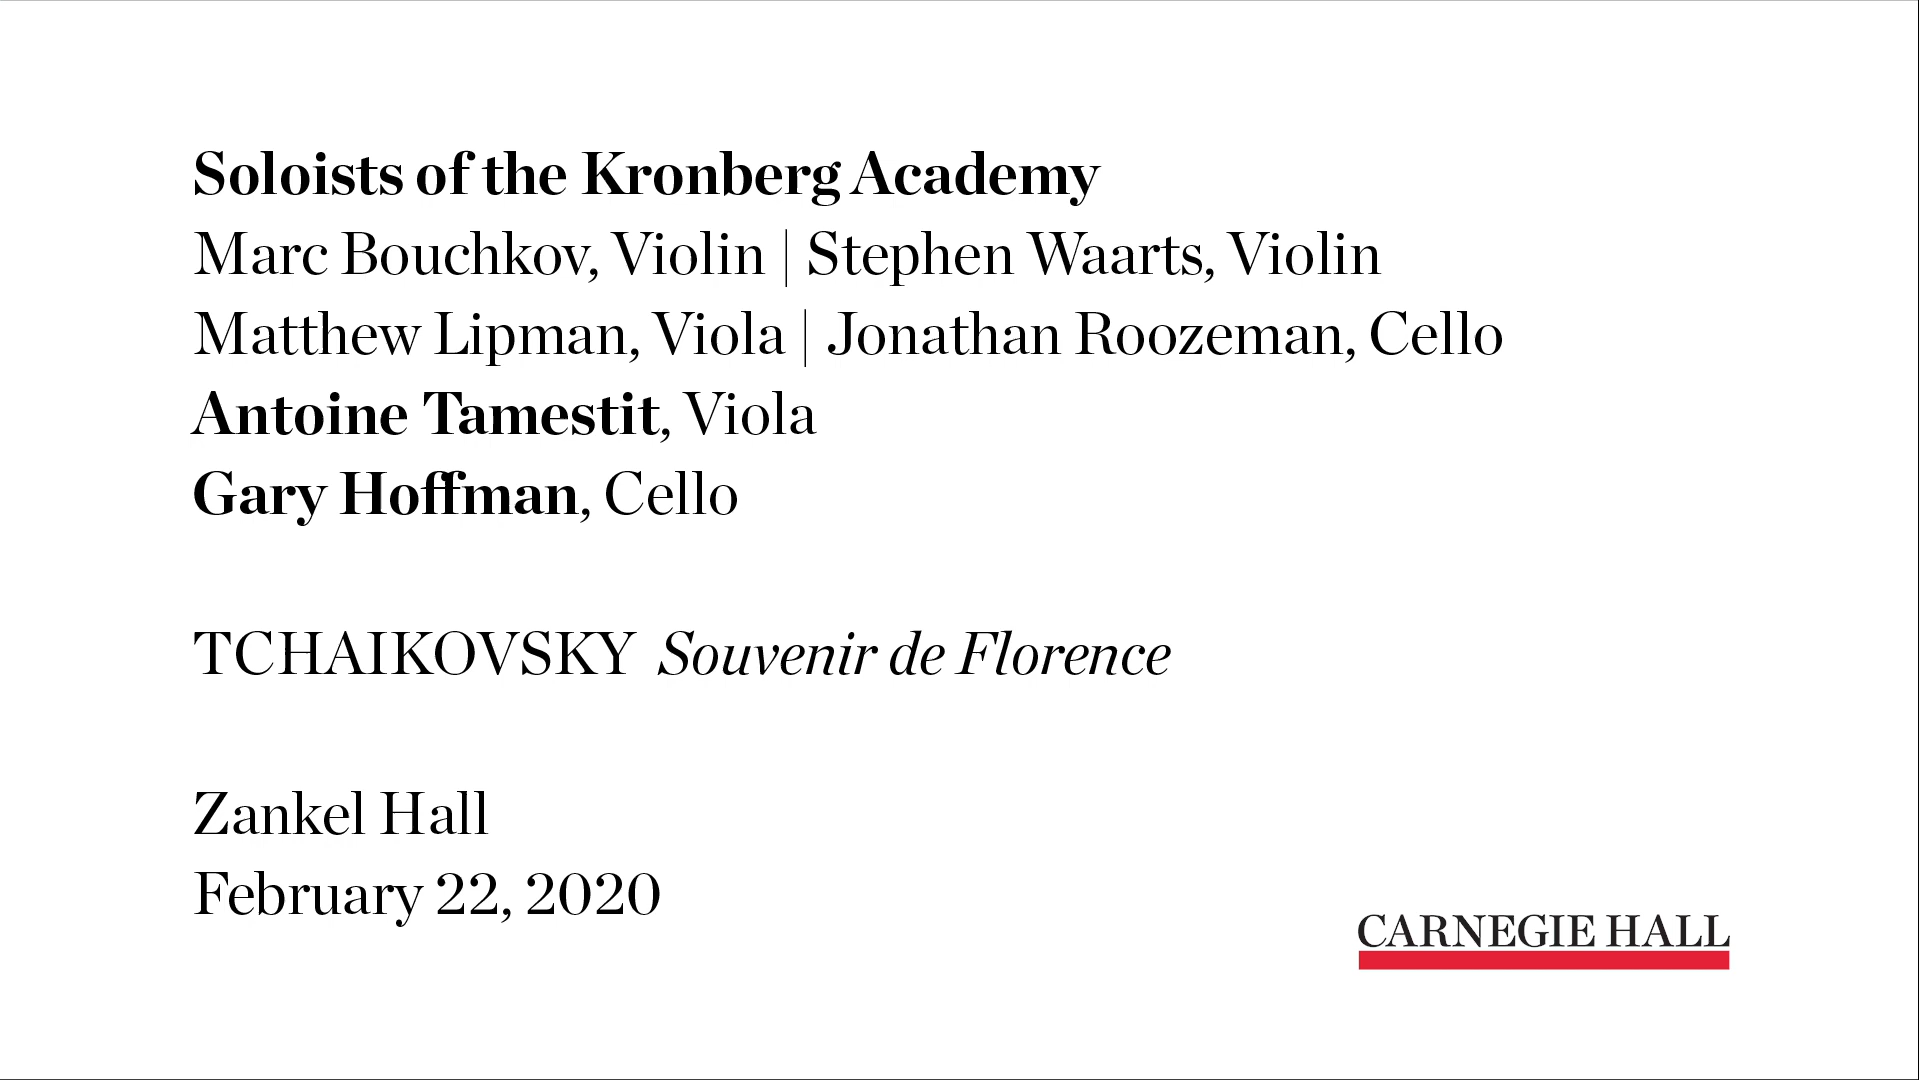 Soloists of the Kronberg Academy
Marc Bouchkov, Violin | Stephen Waarts, Violin
Matthew Lipman, Viola | Jonathan Roozeman, Cello
Antoine Tamestit, Viola
Gary Hoffman, Cello
TCHAIKOVSKY Souvenir de Florence
Zankel Hall
February 22, 2020
CARNEGIE HALL